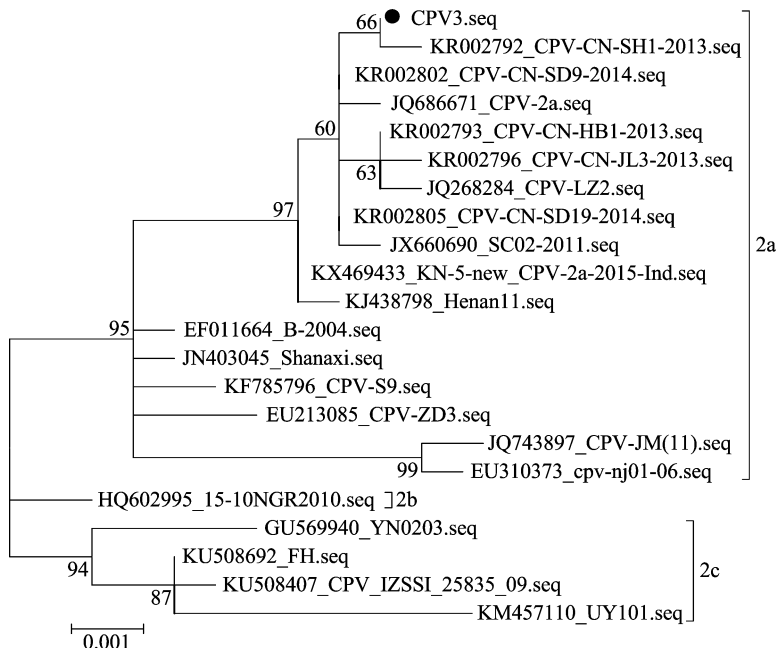 66 CPV3.seq
KR002792_CPV-CN-SH1-2013.seq
KR002802_CPV-CN-SD9-2014.seq
JQ686671_CPV-2a.seq
60
KR002793_CPV-CN-HB1-2013.seq
KR002796_CPV-CN-JL3-2013.seq
63
JQ268284_CPV-LZ2.seq
97
KR002805_CPV-CN-SD19-2014.seq
JX660690_SC02-2011.seq
2a
KX469433_KN-5-new_CPV-2a-2015-Ind.seq
KJ438798_Henan11.seq
95
EF011664_B-2004.seq
JN403045_Shanaxi.seq
KF785796_CPV-S9.seq
EU213085_CPV-ZD3.seq
JQ743897_CPV-JM(11).seq
99
EU310373_cpv-nj01-06.seq
HQ602995_15-10NGR2010.seq 2b
GU569940_YN0203.seq
94
KU508692_FH.seq
2c
KU508407_CPV_IZSSI_25835_09.seq
87
KM457110_UY101.seq
0.001